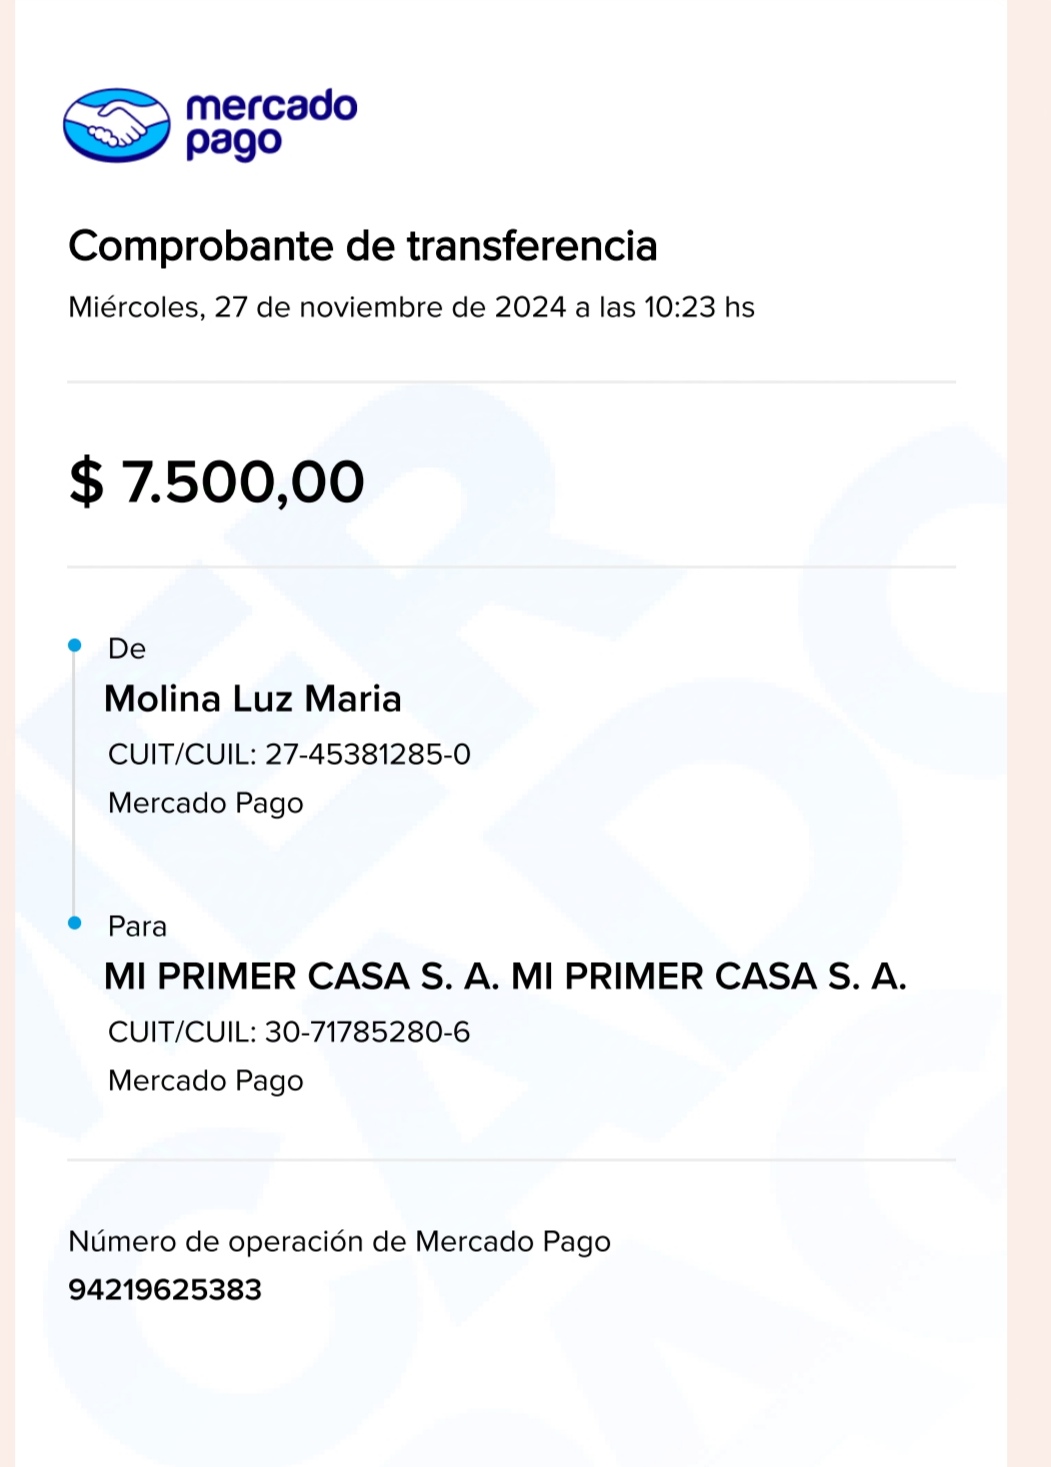 mercado
pago
Comprobante de transferencia
Miércoles, 27 de noviembre de 2024 a las 10:23 hs
$ 7.500,00
De
Molina Luz Maria
CUIT/CUIL: 27-45381285-0
Mercado Pago
Para
MI PRIMER CASA S. A. MI PRIMER CASA S. A.
CUIT/CUIL: 30-71785280-6
Mercado Pago
Número de operación de Mercado Pago
94219625383